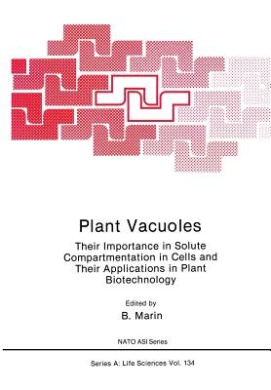 Plant Vacuoles
Their Importance in Solute
Compartmentation in Cells and
Their Applications in Plant
Biotechnology
Edited by
B. Marin
NATO ASI Series
Series A: Life Sciences Vol. 134